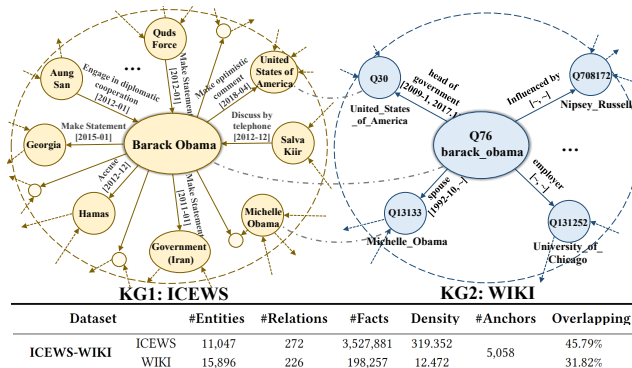 Quds
Force
Aung
San
...
Engage in diplomatic
cooperation
[2012-01]
Make Statement
[2012-01]
Make optimistic
comment
[2018-04]
United
States of
America
Georgia
Make Statement
[2015-01]
Barack Obama
Discuss by
telephone
[2012-12]
Salva
Kiir
Accuse
[2012-12]
Hamas
Make Statement
[2011-01]
Government
(Iran)
Michelle
Obama
KG1: ICEWS
Q30
United_States
_of_America
head of
government
[2009-1, 2017-1]
Q708172
Influenced by
[-, -]
Nipsey_Russell
Q76
barack_obama
...
spouse
[1992-10, -]
employer
[-, -]
Q13133
Michelle_Obama
Q131252
University_of_
Chicago
KG2: WIKI
Dataset #Entities #Relations #Facts Density #Anchors Overlapping
ICEWS-WIKI ICEWS 11,047 272 3,527,881 319.352 5,058 45.79%
WIKI 15,896 226 198,257 12.472 31.82%